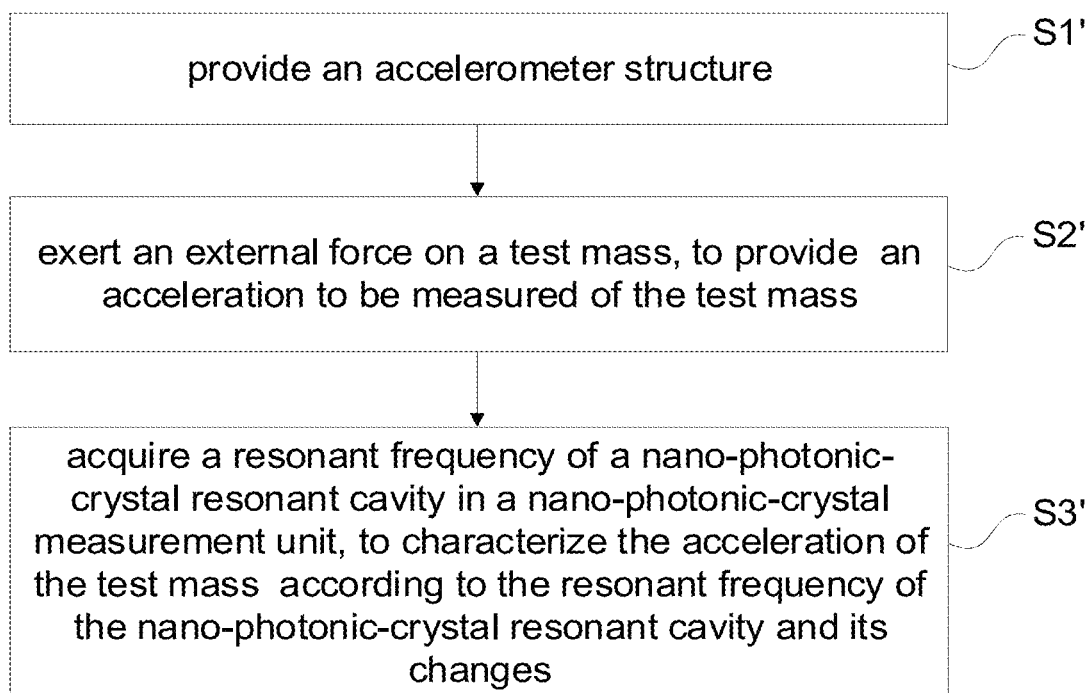 provide an accelerometer structure
S1'
exert an external force on a test mass, to provide an
acceleration to be measured of the test mass
S2'
acquire a resonant frequency of a nano-photonic-
crystal resonant cavity in a nano-photonic-crystal
measurement unit, to characterize the acceleration of
the test mass according to the resonant frequency of
the nano-photonic-crystal resonant cavity and its
changes
S3'